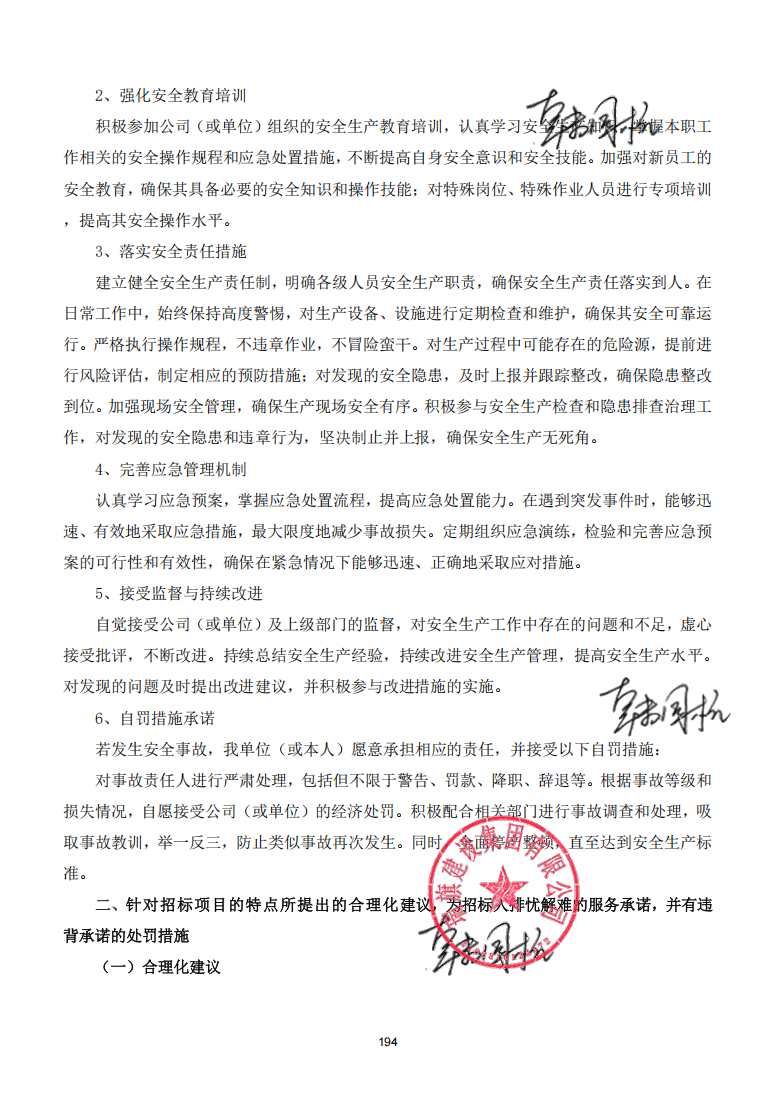 2、强化安全教育培训
积极参加公司（或单位）组织的安全生产教育培训，认真学习安全生产知识，掌握本职工
作相关的安全操作规程和应急处置措施，不断提高自身安全意识和安全技能。加强对新员工的
安全教育，确保其具备必要的安全知识和操作技能；对特殊岗位、特殊作业人员进行专项培训
，提高其安全操作水平。
3、落实安全责任措施
建立健全安全生产责任制，明确各级人员安全生产职责，确保安全生产责任落实到人。在
日常工作中，始终保持高度警惕，对生产设备、设施进行定期检查和维护，确保其安全可靠运
行。严格执行操作规程，不违章作业，不冒险蛮干。对生产过程中可能存在的危险源，提前进
行风险评估，制定相应的预防措施；对发现的安全隐患，及时上报并跟踪整改，确保隐患整改
到位。加强现场安全管理，确保生产现场安全有序。积极参与安全生产检查和隐患排查治理工
作，对发现的安全隐患和违章行为，坚决制止并上报，确保安全生产无死角。
4、完善应急管理机制
认真学习应急预案，掌握应急处置流程，提高应急处置能力。在遇到突发事件时，能够迅
速、有效地采取应急措施，最大限度地减少事故损失。定期组织应急演练，检验和完善应急预
案的可行性和有效性，确保在紧急情况下能够迅速、正确地采取应对措施。
5、接受监督与持续改进
自觉接受公司（或单位）及上级部门的监督，对安全生产工作中存在的问题和不足，虚心
接受批评，不断改进。持续总结安全生产经验，持续改进安全生产管理，提高安全生产水平。
对发现的问题及时提出改进建议，并积极参与改进措施的实施。
6、自罚措施承诺
若发生安全事故，我单位（或本人）愿意承担相应的责任，并接受以下自罚措施：
对事故责任人进行严肃处理，包括但不限于警告、罚款、降职、辞退等。根据事故等级和
损失情况，自愿接受公司（或单位）的经济处罚。积极配合相关部门进行事故调查和处理，吸
取事故教训，举一反三，防止类似事故再次发生。同时，全面停产整顿，直至达到安全生产标
准。
旗建设集团有限公司
二、针对招标项目的特点所提出的合理化建议，为招标人排忧解难的服务承诺，并有违
背承诺的处罚措施
（一）合理化建议
194